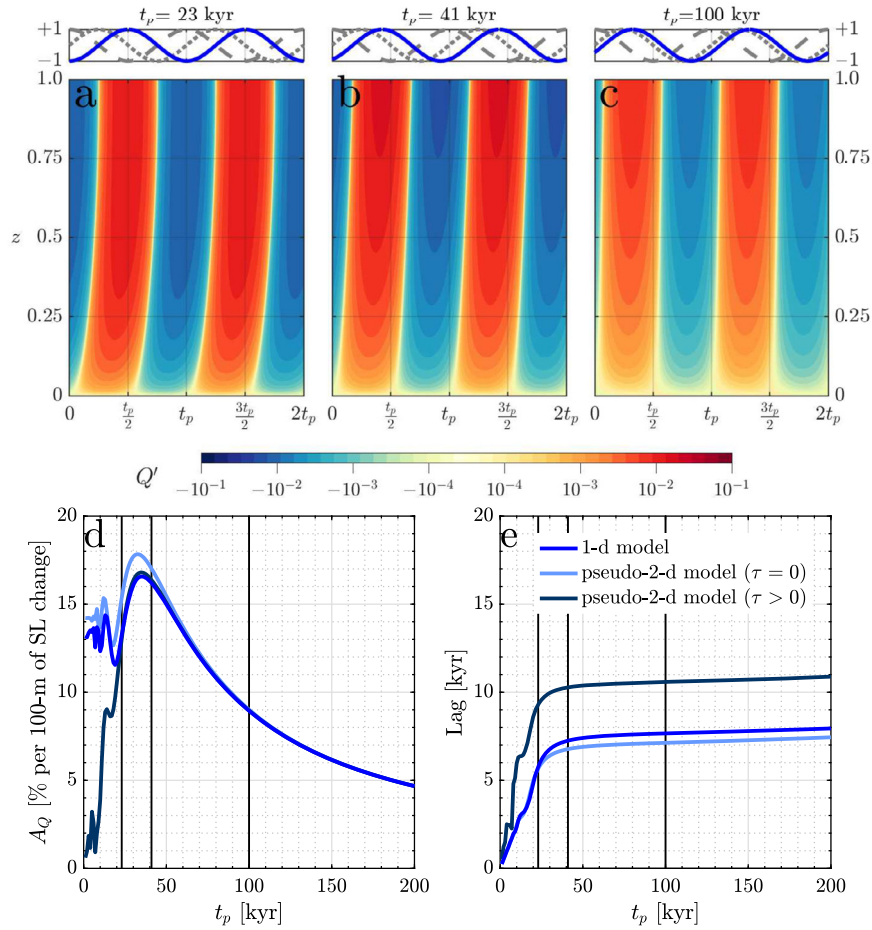 t_p= 23 kyr
t_p= 41 kyr
t_p=100 kyr
+1
−1
+1
−1
a
b
c
1.0
0.75
z
0.5
0.25
0
1.0
0.75
0.5
0.25
0
0 t_p/2 t_p 3t_p/2 2t_p
0 t_p/2 t_p 3t_p/2 2t_p
0 t_p/2 t_p 3t_p/2 2t_p
Q′
−10^−1 −10^−2 −10^−3 −10^−4 10^−4 10^−3 10^−2 10^−1
d
A_Q [% per 100-m of SL change]
20
15
10
5
0
0 50 100 150 200
t_p [kyr]
e
1-d model
pseudo-2-d model (τ = 0)
pseudo-2-d model (τ > 0)
Lag [kyr]
20
15
10
5
0
0 50 100 150 200
t_p [kyr]